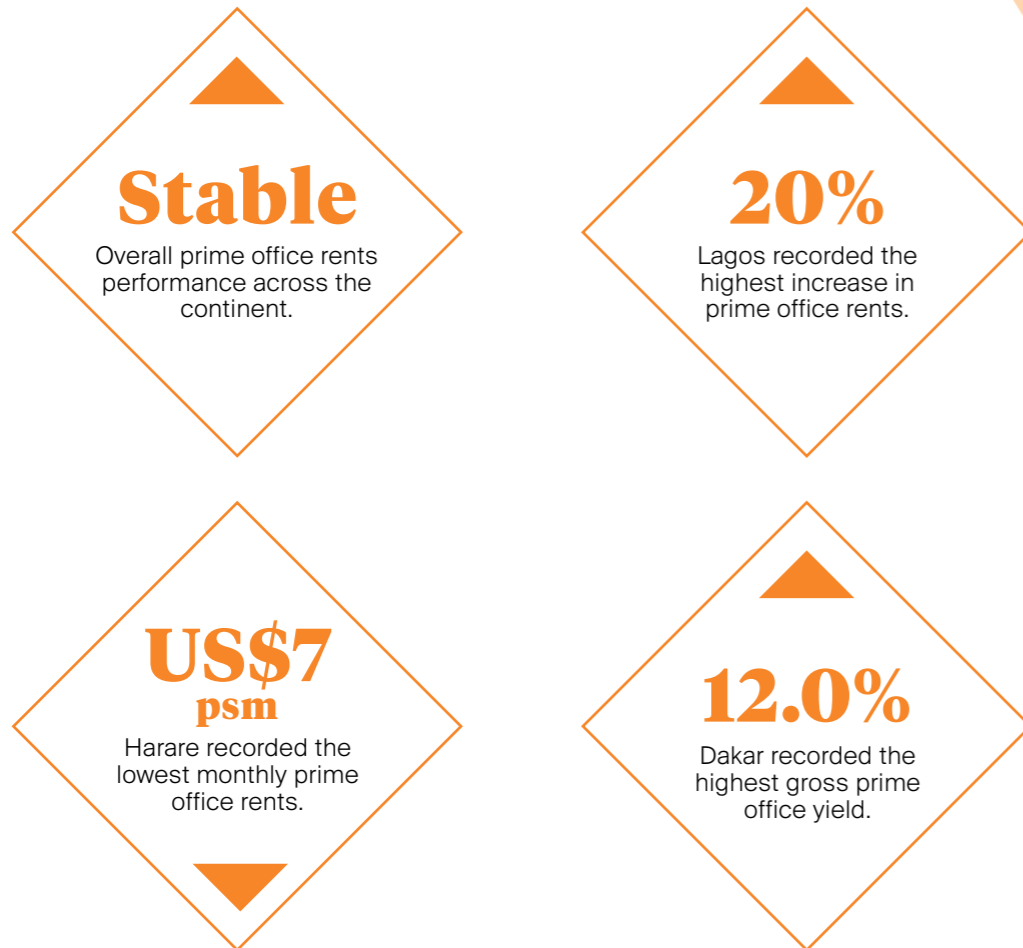 Stable
Overall prime office rents
performance across the
continent.
20%
Lagos recorded the
highest increase in
prime office rents.
US$7
psm
Harare recorded the
lowest monthly prime
office rents.
12.0%
Dakar recorded the
highest gross prime
office yield.